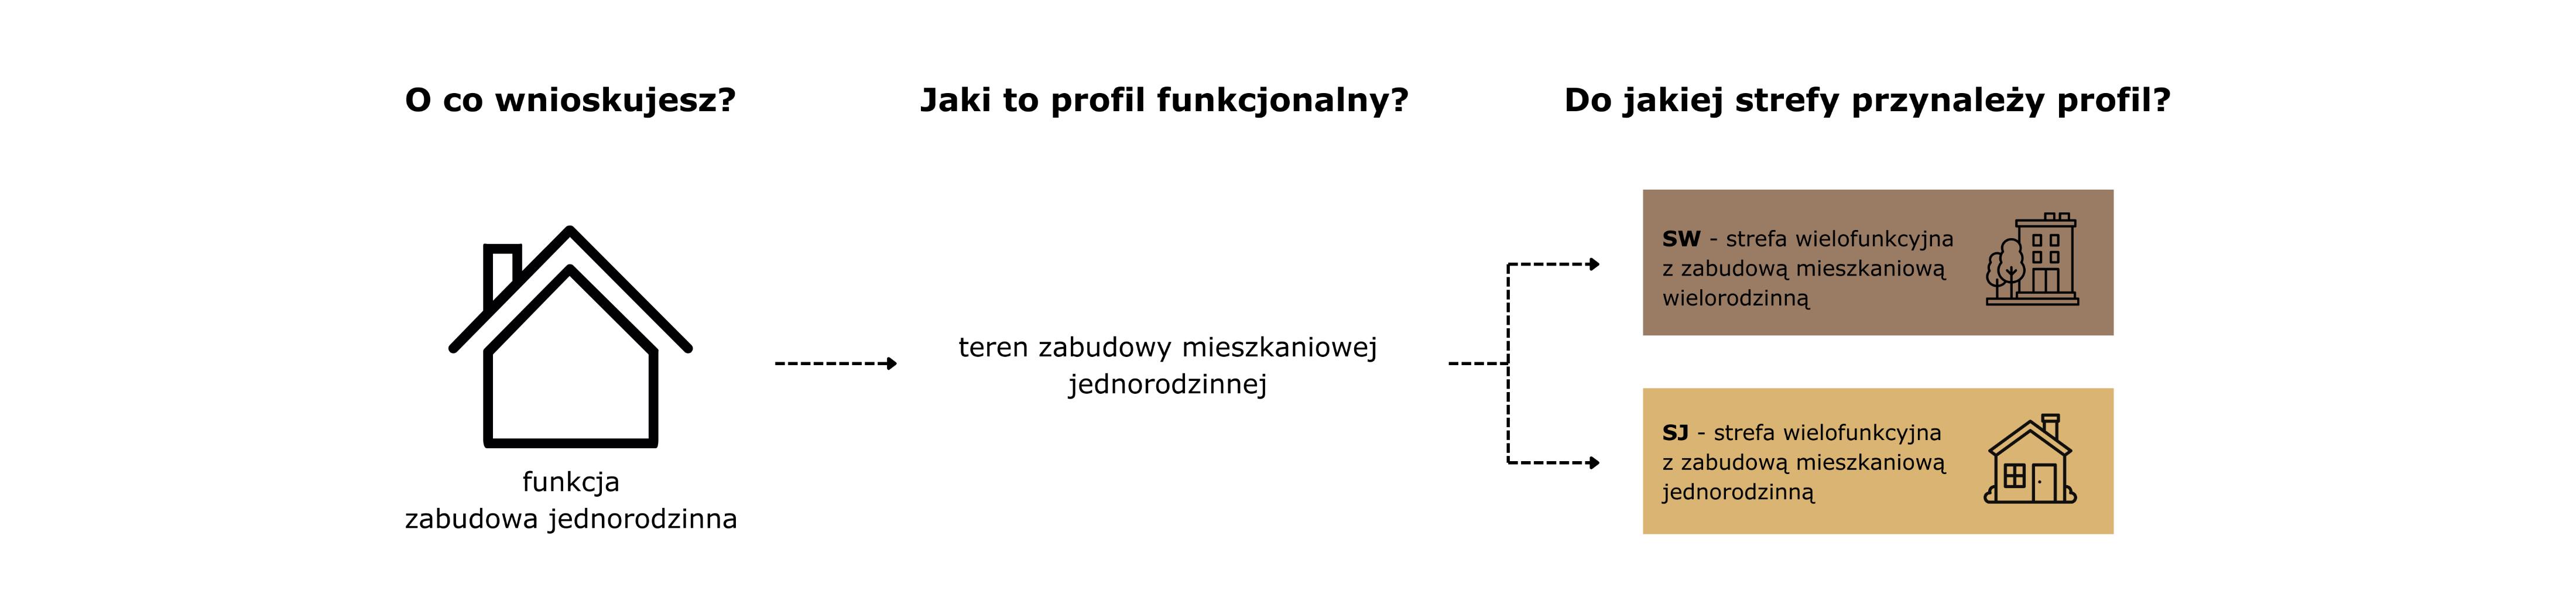 O co wnioskujesz?
Jaki to profil funkcjonalny?
Do jakiej strefy przynależy profil?
funkcja
zabudowa jednorodzinna
teren zabudowy mieszkaniowej
jednorodzinnej
SW - strefa wielofunkcyjna
z zabudową mieszkaniową
wielorodzinną
SJ - strefa wielofunkcyjna
z zabudową mieszkaniową
jednorodzinną